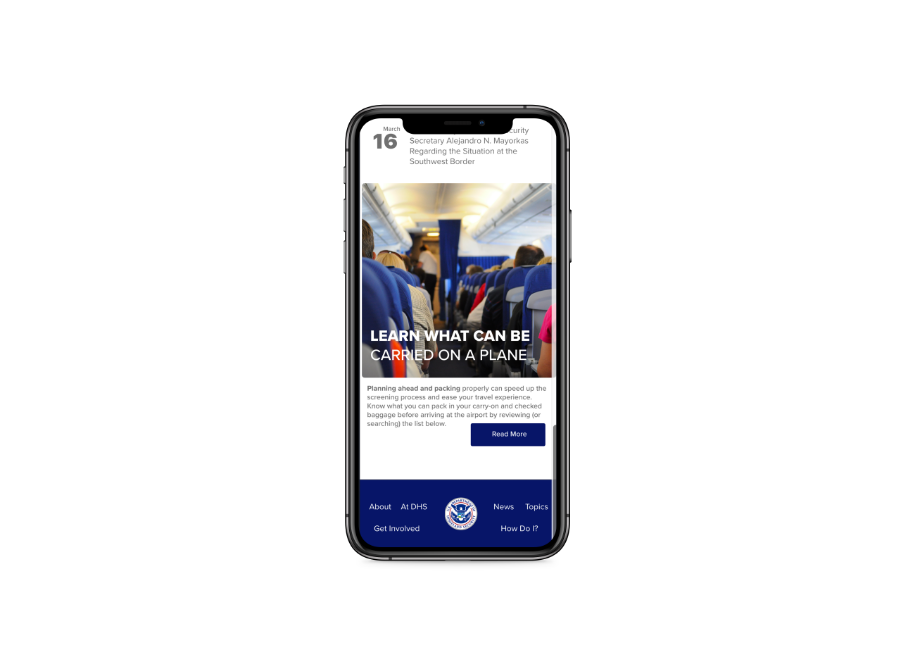 March
16
curity
Secretary Alejandro N. Mayorkas
Regarding the Situation at the
Southwest Border
LEARN WHAT CAN BE
CARRIED ON A PLANE
Planning ahead and packing properly can speed up the
screening process and ease your travel experience.
Know what you can pack in your carry-on and checked
baggage before arriving at the airport by reviewing (or
searching) the list below.
Read More
About At DHS News Topics
Get Involved How Do I?